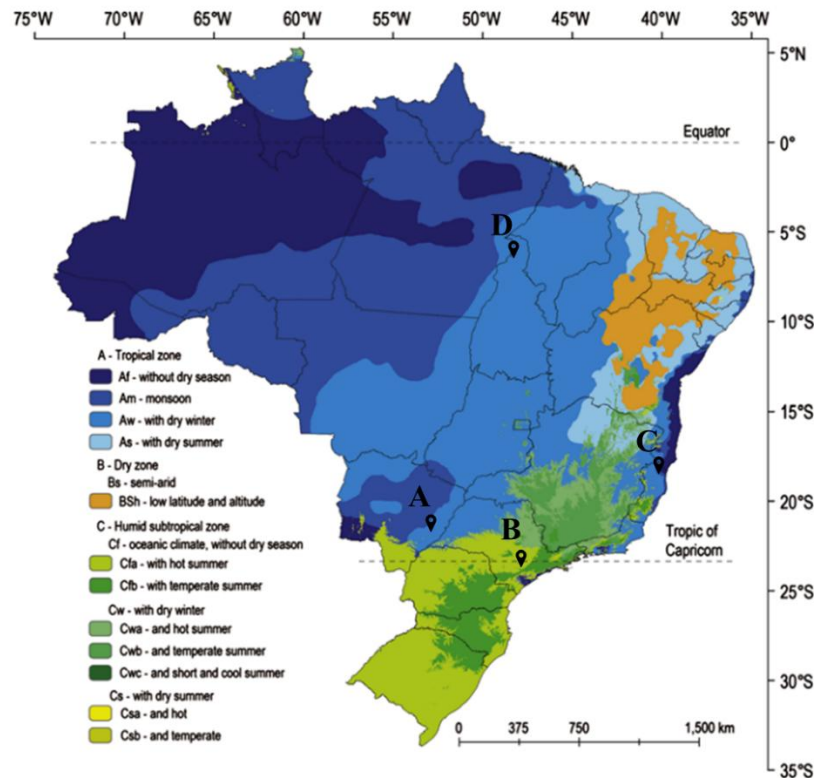 75°W 70°W 65°W 60°W 55°W 50°W 45°W 40°W 35°W
5°N
Equator
0°
D
5°S
10°S
A - Tropical zone
Af - without dry season
Am - monsoon
Aw - with dry winter
As - with dry summer
15°S
C
B - Dry zone
Bs - semi-arid
BSh - low latitude and altitude
A
20°S
C - Humid subtropical zone
Cf - oceanic climate, without dry season
B
Tropic of
Capricorn
Cfa - with hot summer
Cfb - with temperate summer
25°S
Cw - with dry winter
Cwa - and hot summer
Cwb - and temperate summer
Cwc - and short and cool summer
30°S
Cs - with dry summer
Csa - and hot
Csb - and temperate
0 375 750 1,500 km
35°S